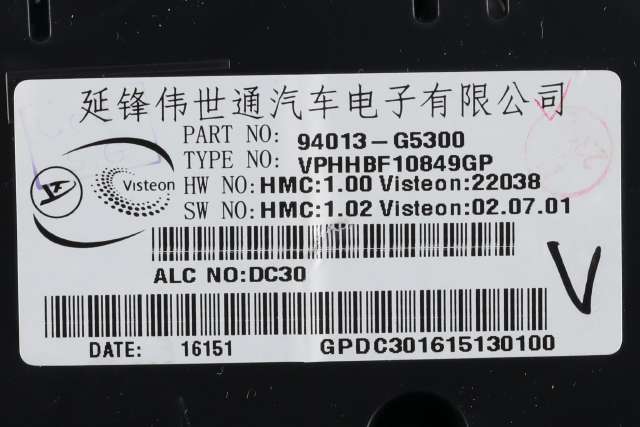 延锋伟世通汽车电子有限公司
PART NO: 94013-G5300
TYPE NO: VPHHBF10849GP
Visteon
HW NO: HMC:1.00 Visteon:22038
SW NO: HMC:1.02 Visteon:02.07.01
ALC NO:DC30
V
DATE: 16151 GPDC301615130100